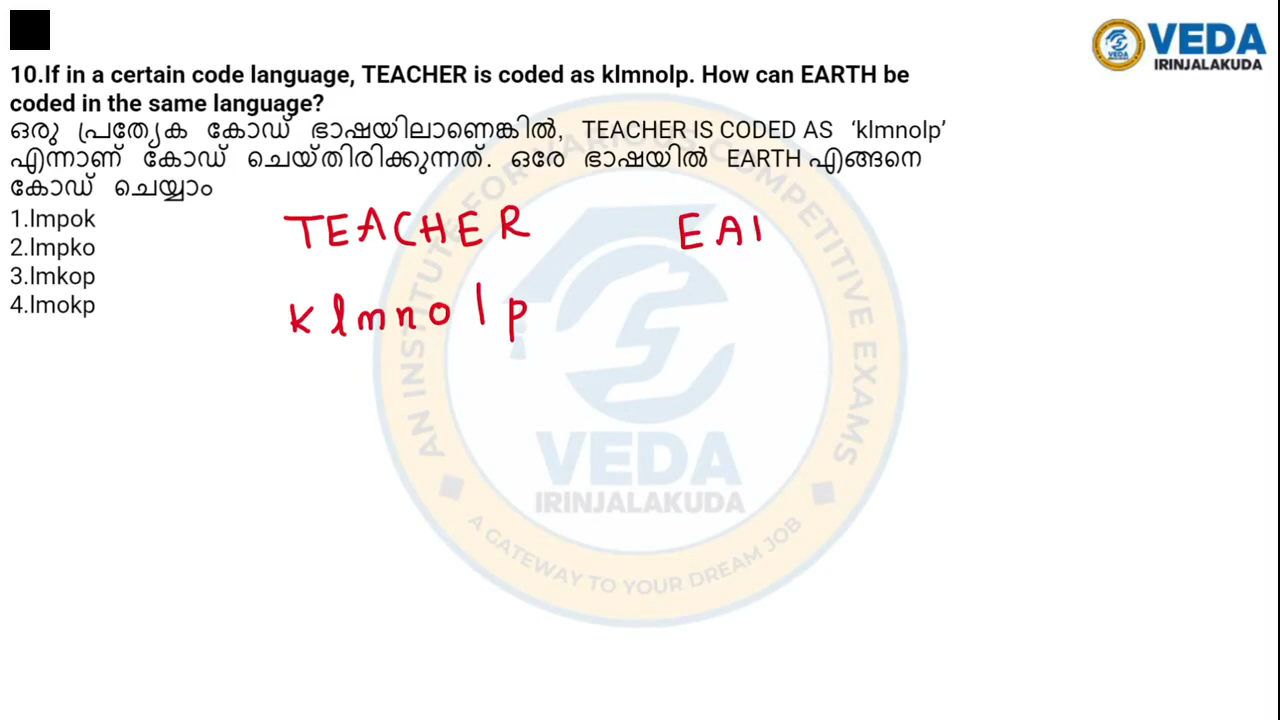 VEDA
IRINJALAKUDA
10.If in a certain code language, TEACHER is coded as klmnolp. How can EARTH be
coded in the same language?
ഒരു പ്രത്യേക കോഡ് ഭാഷയിലാണെങ്കിൽ, TEACHER IS CODED AS ‘klmnolp’
എന്നാണ് കോഡ് ചെയ്തിരിക്കുന്നത്. ഒരേ ഭാഷയിൽ EARTH എങ്ങനെ
കോഡ് ചെയ്യാം
1.lmpok
2.lmpko
3.lmkop
4.lmokp
TEACHER EA
klmnolp
AN INSTITUTE FOR VARIOUS COMPETITIVE EXAMS
VEDA
IRINJALAKUDA
A GATEWAY TO YOUR DREAM JOB